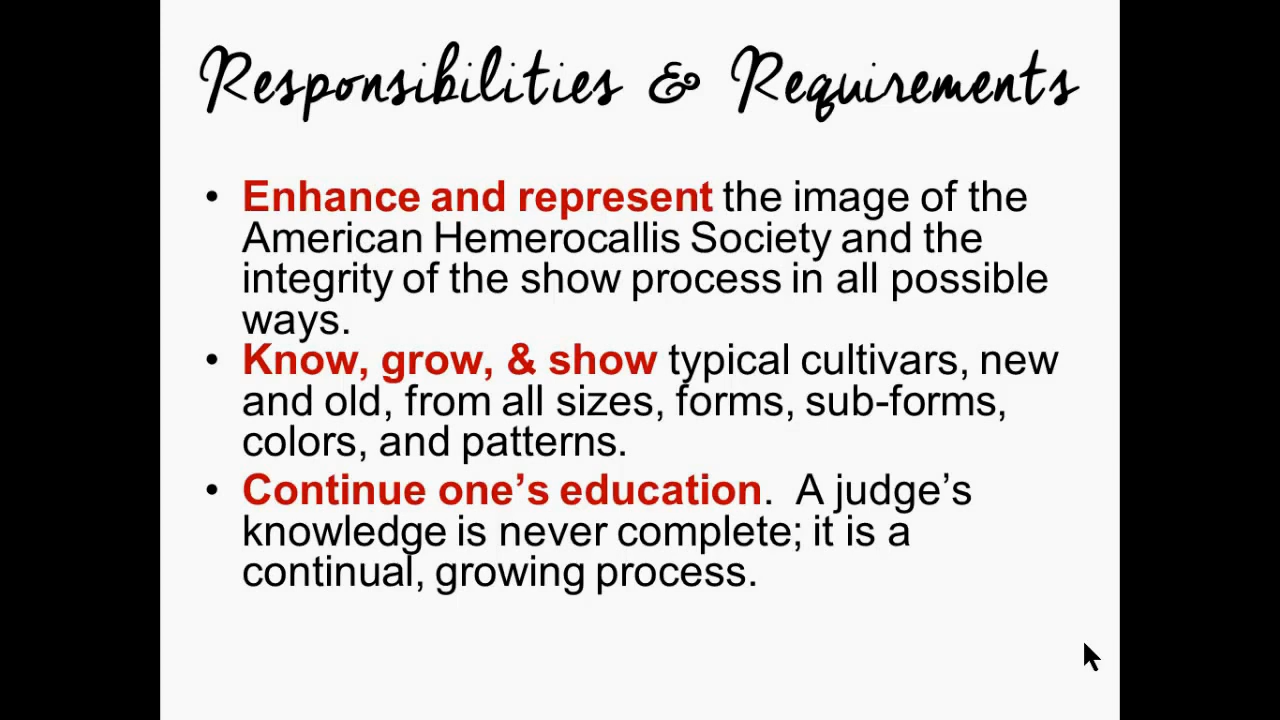 Responsibilities & Requirements
• Enhance and represent the image of the
American Hemerocallis Society and the
integrity of the show process in all possible
ways.
• Know, grow, & show typical cultivars, new
and old, from all sizes, forms, sub-forms,
colors, and patterns.
• Continue one’s education.  A judge’s
knowledge is never complete; it is a
continual, growing process.